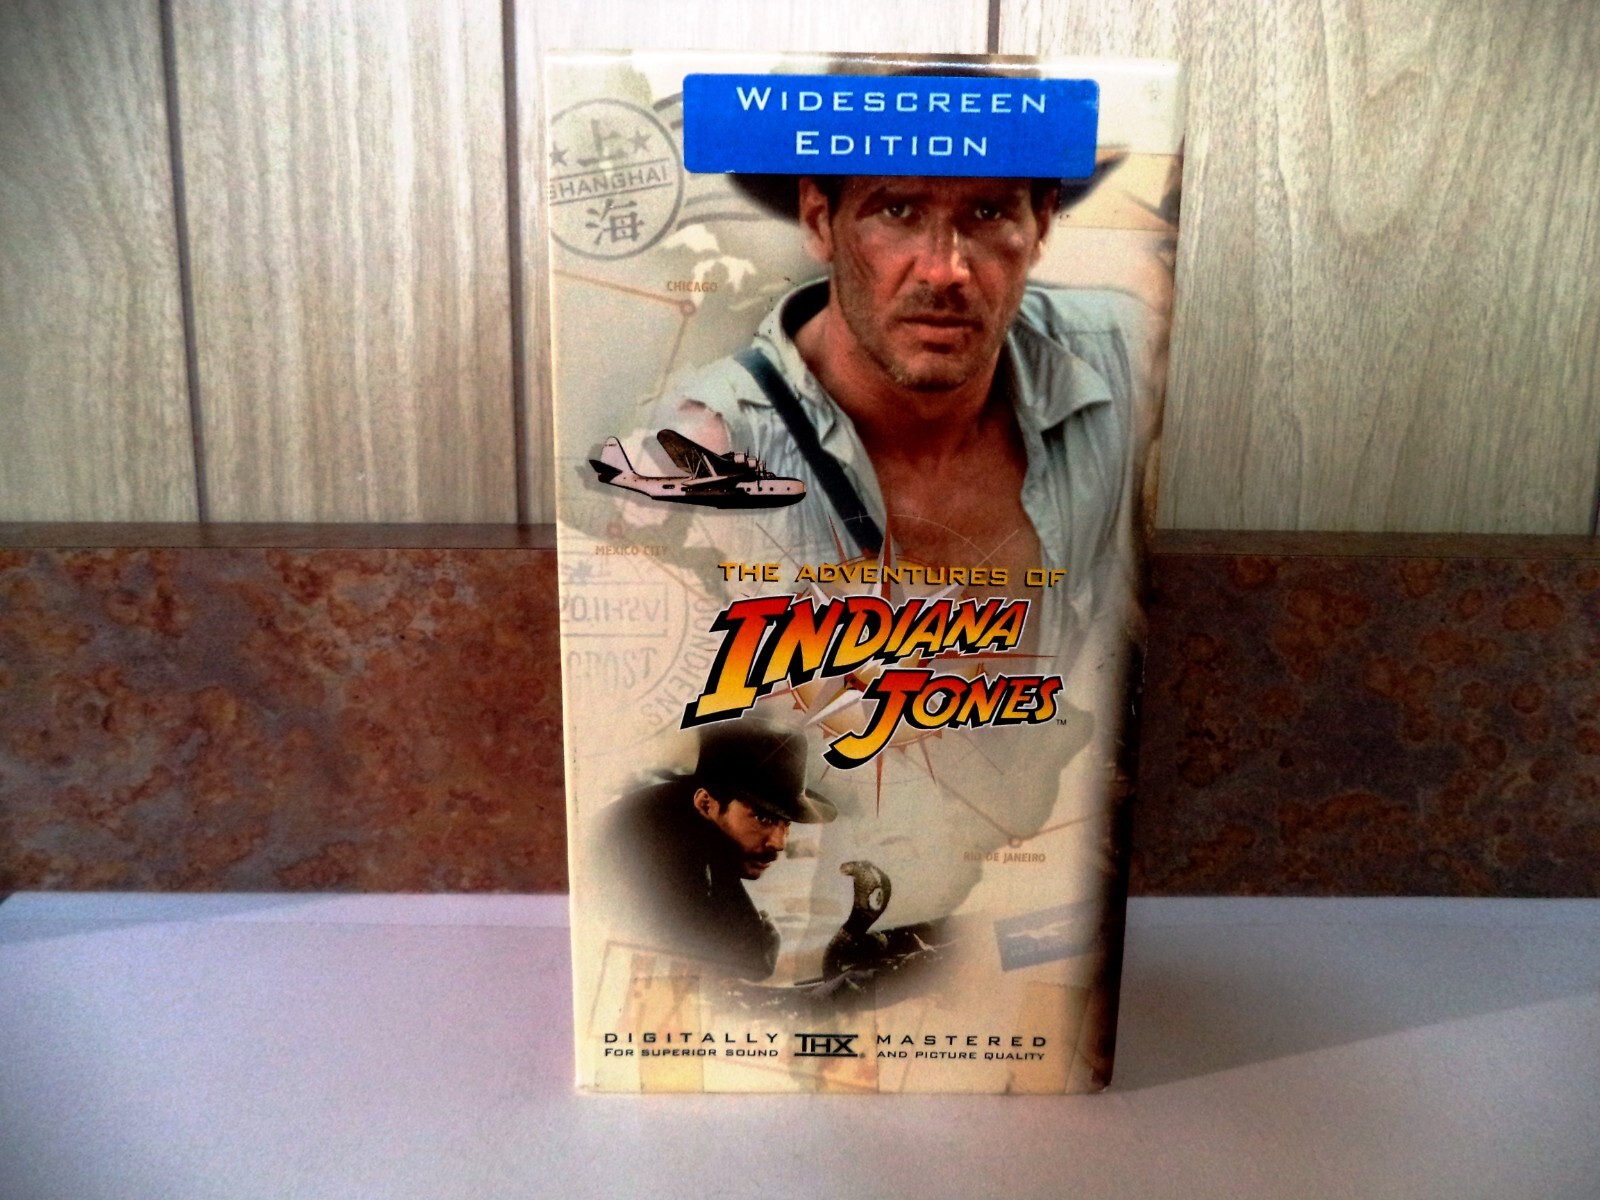 WIDESCREEN
EDITION
上
SHANGHAI
海
CHICAGO
MEXICO CITY
THE ADVENTURES OF
INDIANA
JONES™
RIO DE JANEIRO
DIGITALLY THX® MASTERED
FOR SUPERIOR SOUND AND PICTURE QUALITY